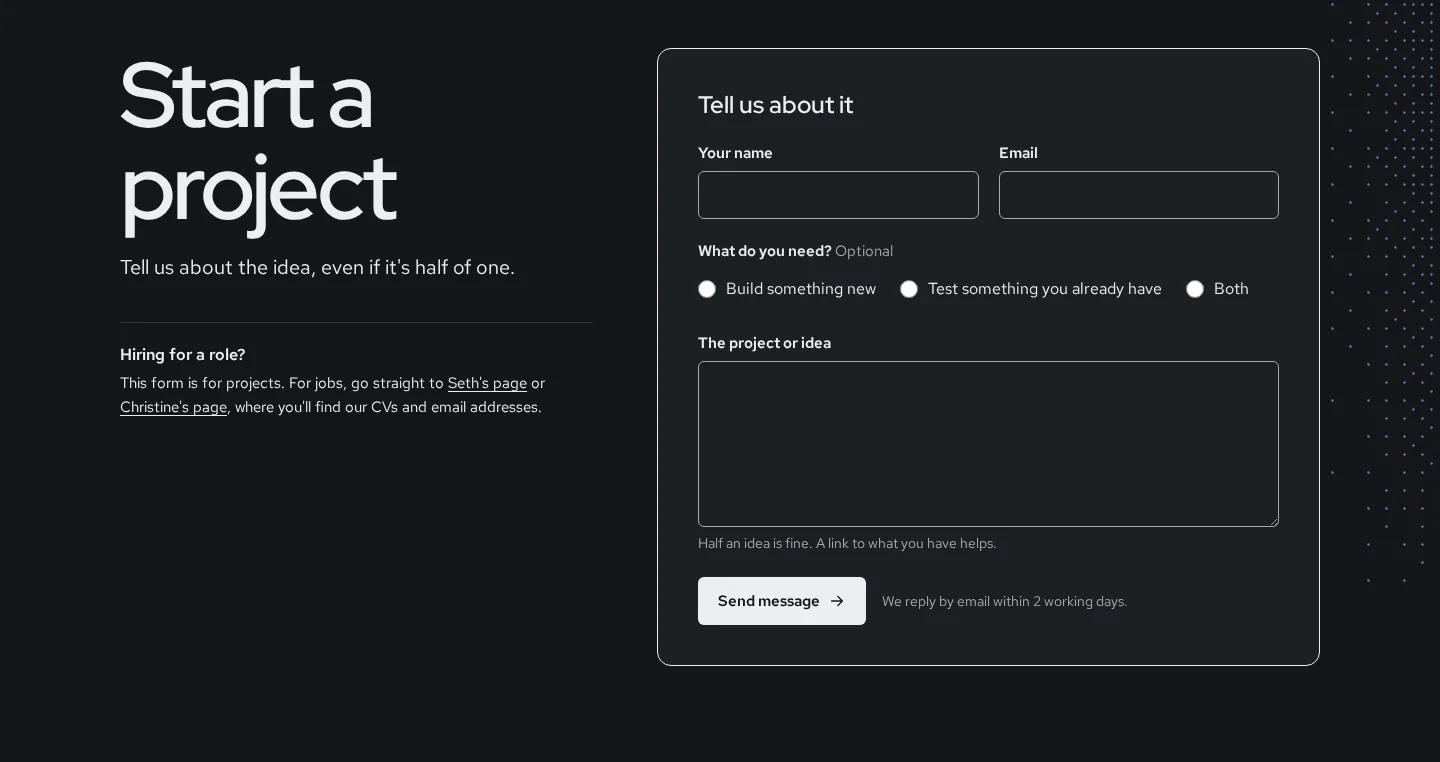 Start a
project
Tell us about the idea, even if it's half of one.
Hiring for a role?
This form is for projects. For jobs, go straight to Seth's page or
Christine's page, where you'll find our CVs and email addresses.
Tell us about it
Your name
Email
What do you need? Optional
Build something new
Test something you already have
Both
The project or idea
Half an idea is fine. A link to what you have helps.
Send message
We reply by email within 2 working days.